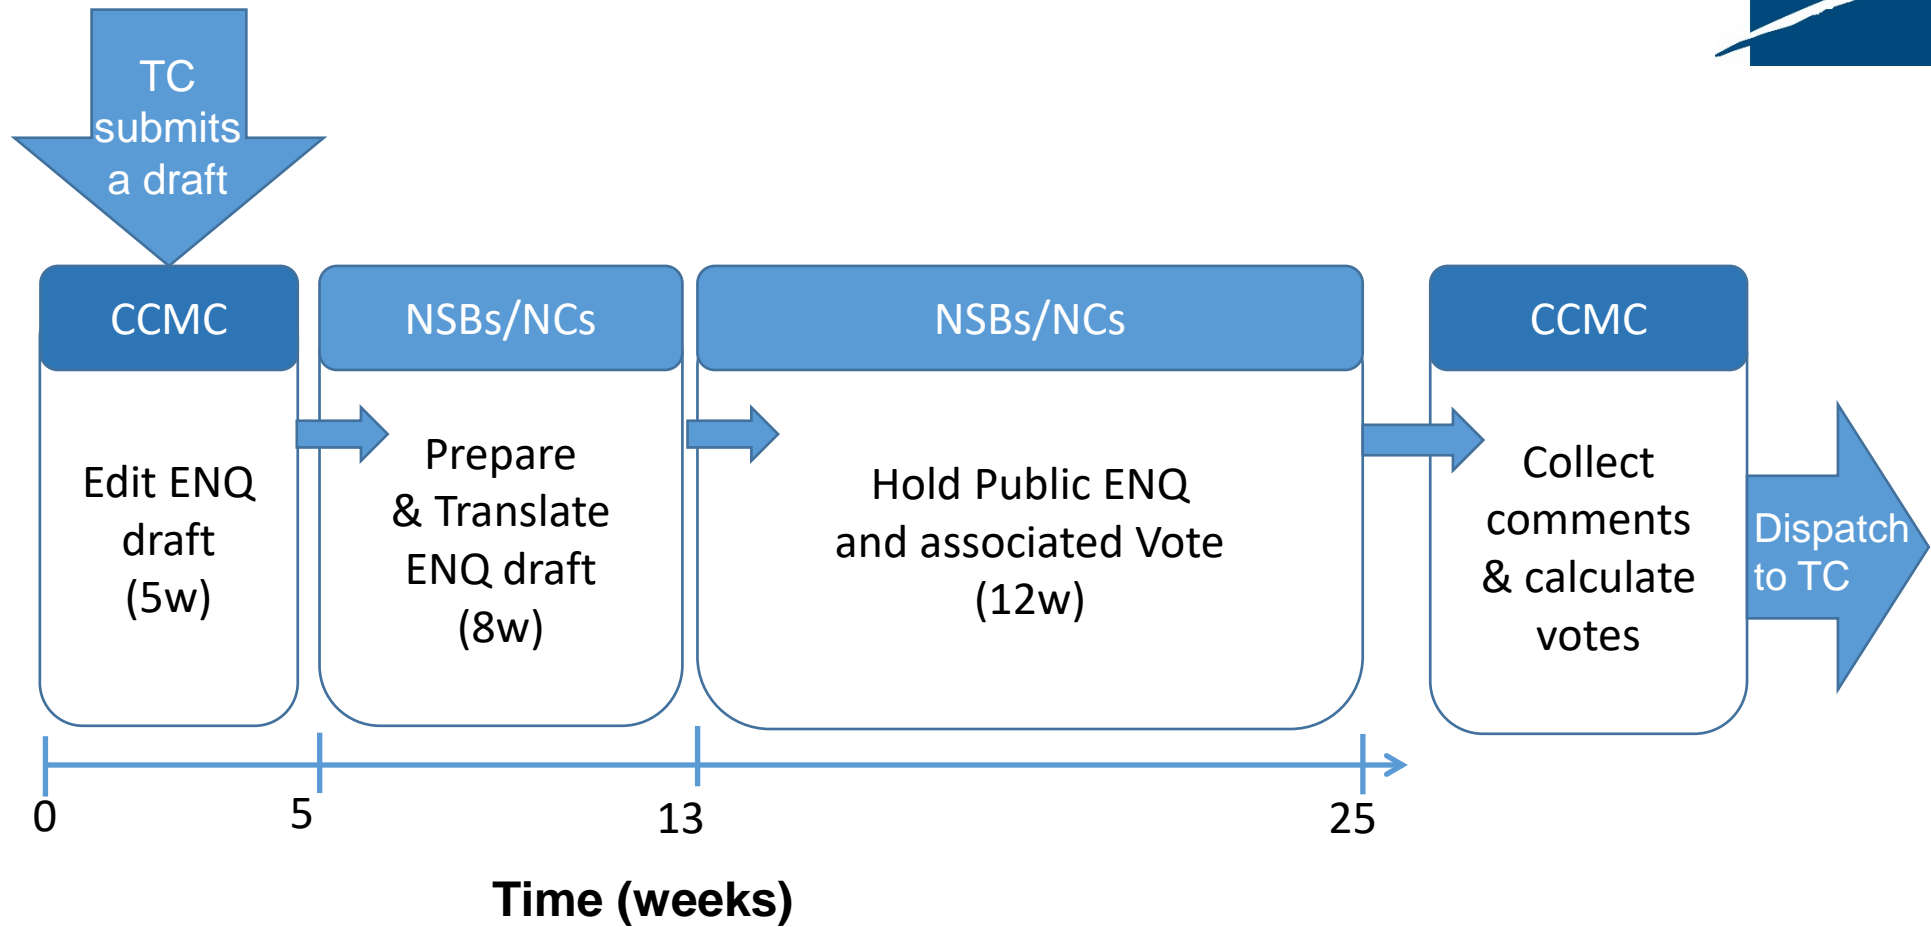 TC
submits
a draft
CCMC
Edit ENQ
draft
(5w)
NSBs/NCs
Prepare
& Translate
ENQ draft
(8w)
NSBs/NCs
Hold Public ENQ
and associated Vote
(12w)
CCMC
Collect
comments
& calculate
votes
Dispatch
to TC
0
5
13
25
Time (weeks)